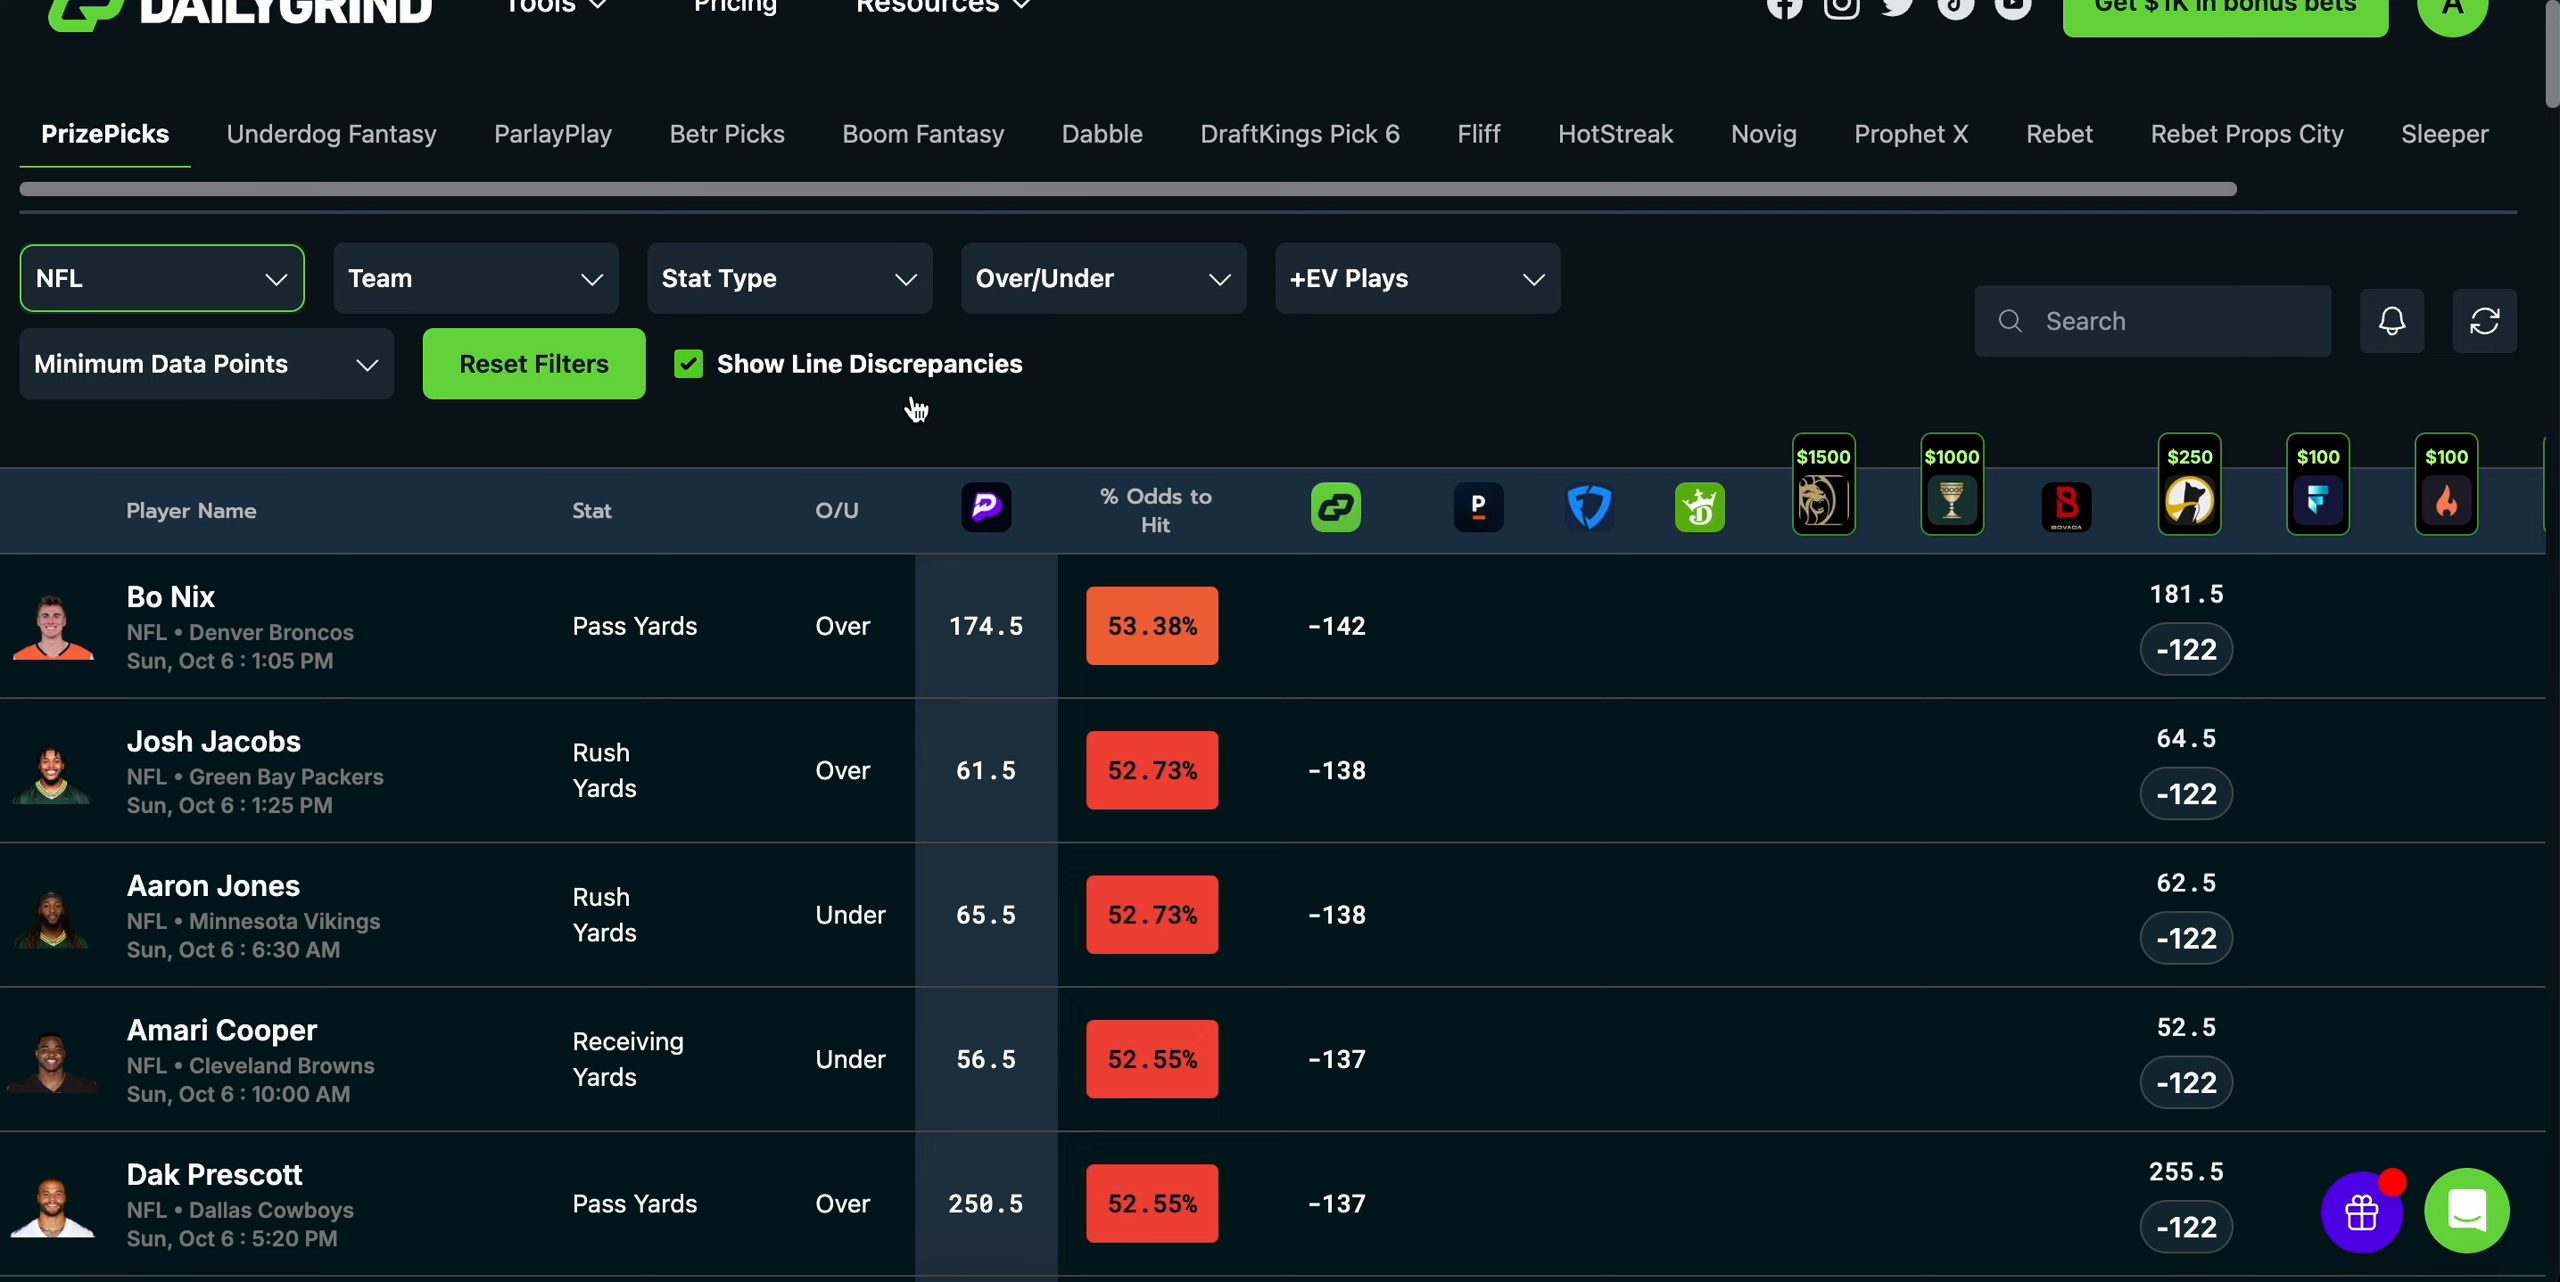 DAILYGRIND Tools Pricing Resources Get $1K in bonus bets A
PrizePicks Underdog Fantasy ParlayPlay Betr Picks Boom Fantasy Dabble DraftKings Pick 6 Fliff HotStreak Novig Prophet X Rebet Rebet Props City Sleeper
NFL Team Stat Type Over/Under +EV Plays
Search
Minimum Data Points Reset Filters Show Line Discrepancies
$1500 $1000 $250 $100 $100
Player Name Stat O/U % Odds to
Hit
P
B
BOVADA
Bo Nix
NFL • Denver Broncos
Sun, Oct 6 : 1:05 PM
Pass Yards Over 174.5 53.38% -142
181.5
-122
Josh Jacobs
NFL • Green Bay Packers
Sun, Oct 6 : 1:25 PM
Rush
Yards
Over 61.5 52.73% -138
64.5
-122
Aaron Jones
NFL • Minnesota Vikings
Sun, Oct 6 : 6:30 AM
Rush
Yards
Under 65.5 52.73% -138
62.5
-122
Amari Cooper
NFL • Cleveland Browns
Sun, Oct 6 : 10:00 AM
Receiving
Yards
Under 56.5 52.55% -137
52.5
-122
Dak Prescott
NFL • Dallas Cowboys
Sun, Oct 6 : 5:20 PM
Pass Yards Over 250.5 52.55% -137
255.5
-122